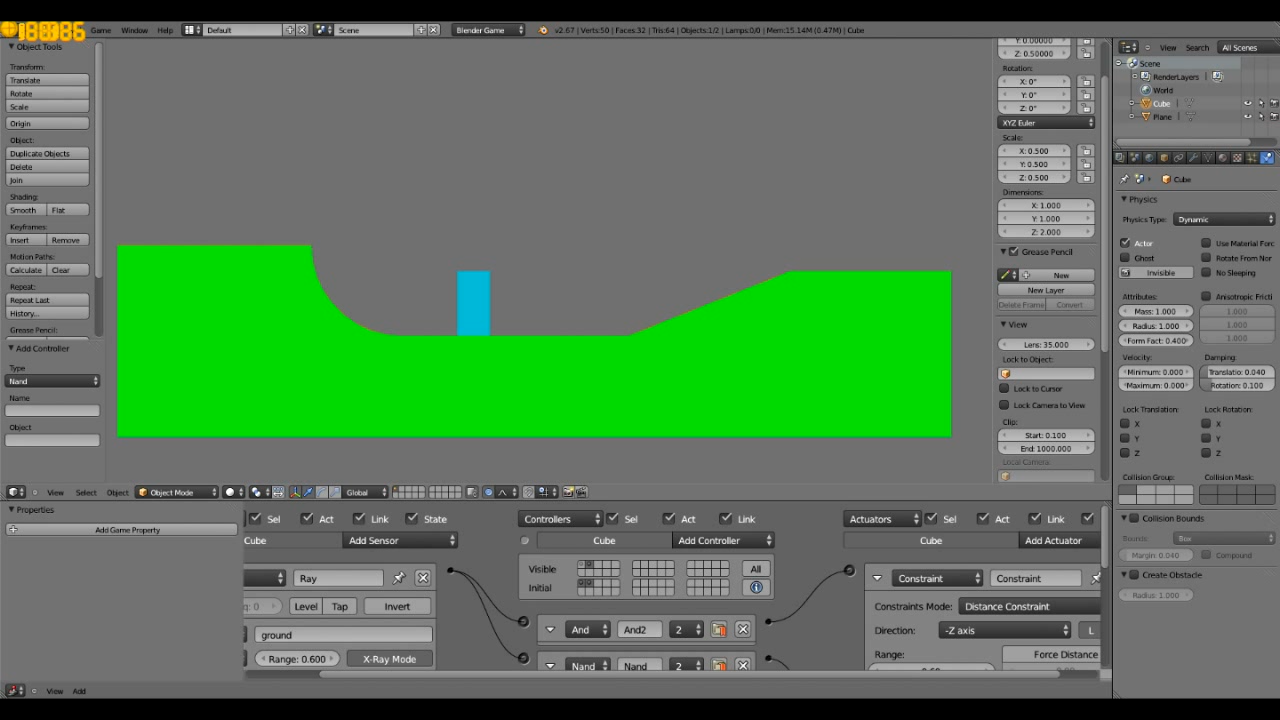 Game Window Help Default Scene Blender Game v2.67 | Verts:50 | Faces:32 | Tris:64 | Objects:1/2 | Lamps:0/0 | Mem:15.14M (0.47M) | Cube
Object Tools
Transform:
Translate
Rotate
Scale
Origin
Object:
Duplicate Objects
Delete
Join
Shading:
Smooth Flat
Keyframes:
Insert Remove
Motion Paths:
Calculate Clear
Repeat:
Repeat Last
History...
Grease Pencil:
Add Controller
Type
Nand
Name
Object
Y: 0.00000
Z: 0.50000
Rotation:
X: 0°
Y: 0°
Z: 0°
XYZ Euler
Scale:
X: 0.500
Y: 0.500
Z: 0.500
Dimensions:
X: 1.000
Y: 1.000
Z: 2.000
Grease Pencil
New
New Layer
Delete Frame Convert
View
Lens: 35.000
Lock to Object:
Lock to Cursor
Lock Camera to View
Clip:
Start: 0.100
End: 1000.000
Local Camera:
View Search All Scenes
Scene
RenderLayers
World
Cube
Plane
Cube
Physics
Physics Type: Dynamic
Actor Use Material Forc
Ghost Rotate From Nor
Invisible No Sleeping
Attributes: Anisotropic Fricti
Mass: 1.000 1.000
Radius: 1.000 1.000
Form Fact: 0.400 1.000
Velocity: Damping:
Minimum: 0.000 Translatio: 0.040
Maximum: 0.000 Rotation: 0.100
Lock Translation: Lock Rotation:
X X
Y Y
Z Z
Collision Group: Collision Mask:
Collision Bounds
Bounds: Box
Margin: 0.040 Compound
Create Obstacle
Radius: 1.000
View Select Object Object Mode Global
Properties
Add Game Property
Sel Act Link State
Cube Add Sensor
Ray
Level Tap Invert
ground
Range: 0.600 X-Ray Mode
Controllers Sel Act Link
Cube Add Controller
Visible All
Initial
And And2 2
Nand Nand 2
Actuators Sel Act Link
Cube Add Actuator
Constraint Constraint
Constraints Mode: Distance Constraint
Direction: -Z axis L
Range: Force Distance
View Add